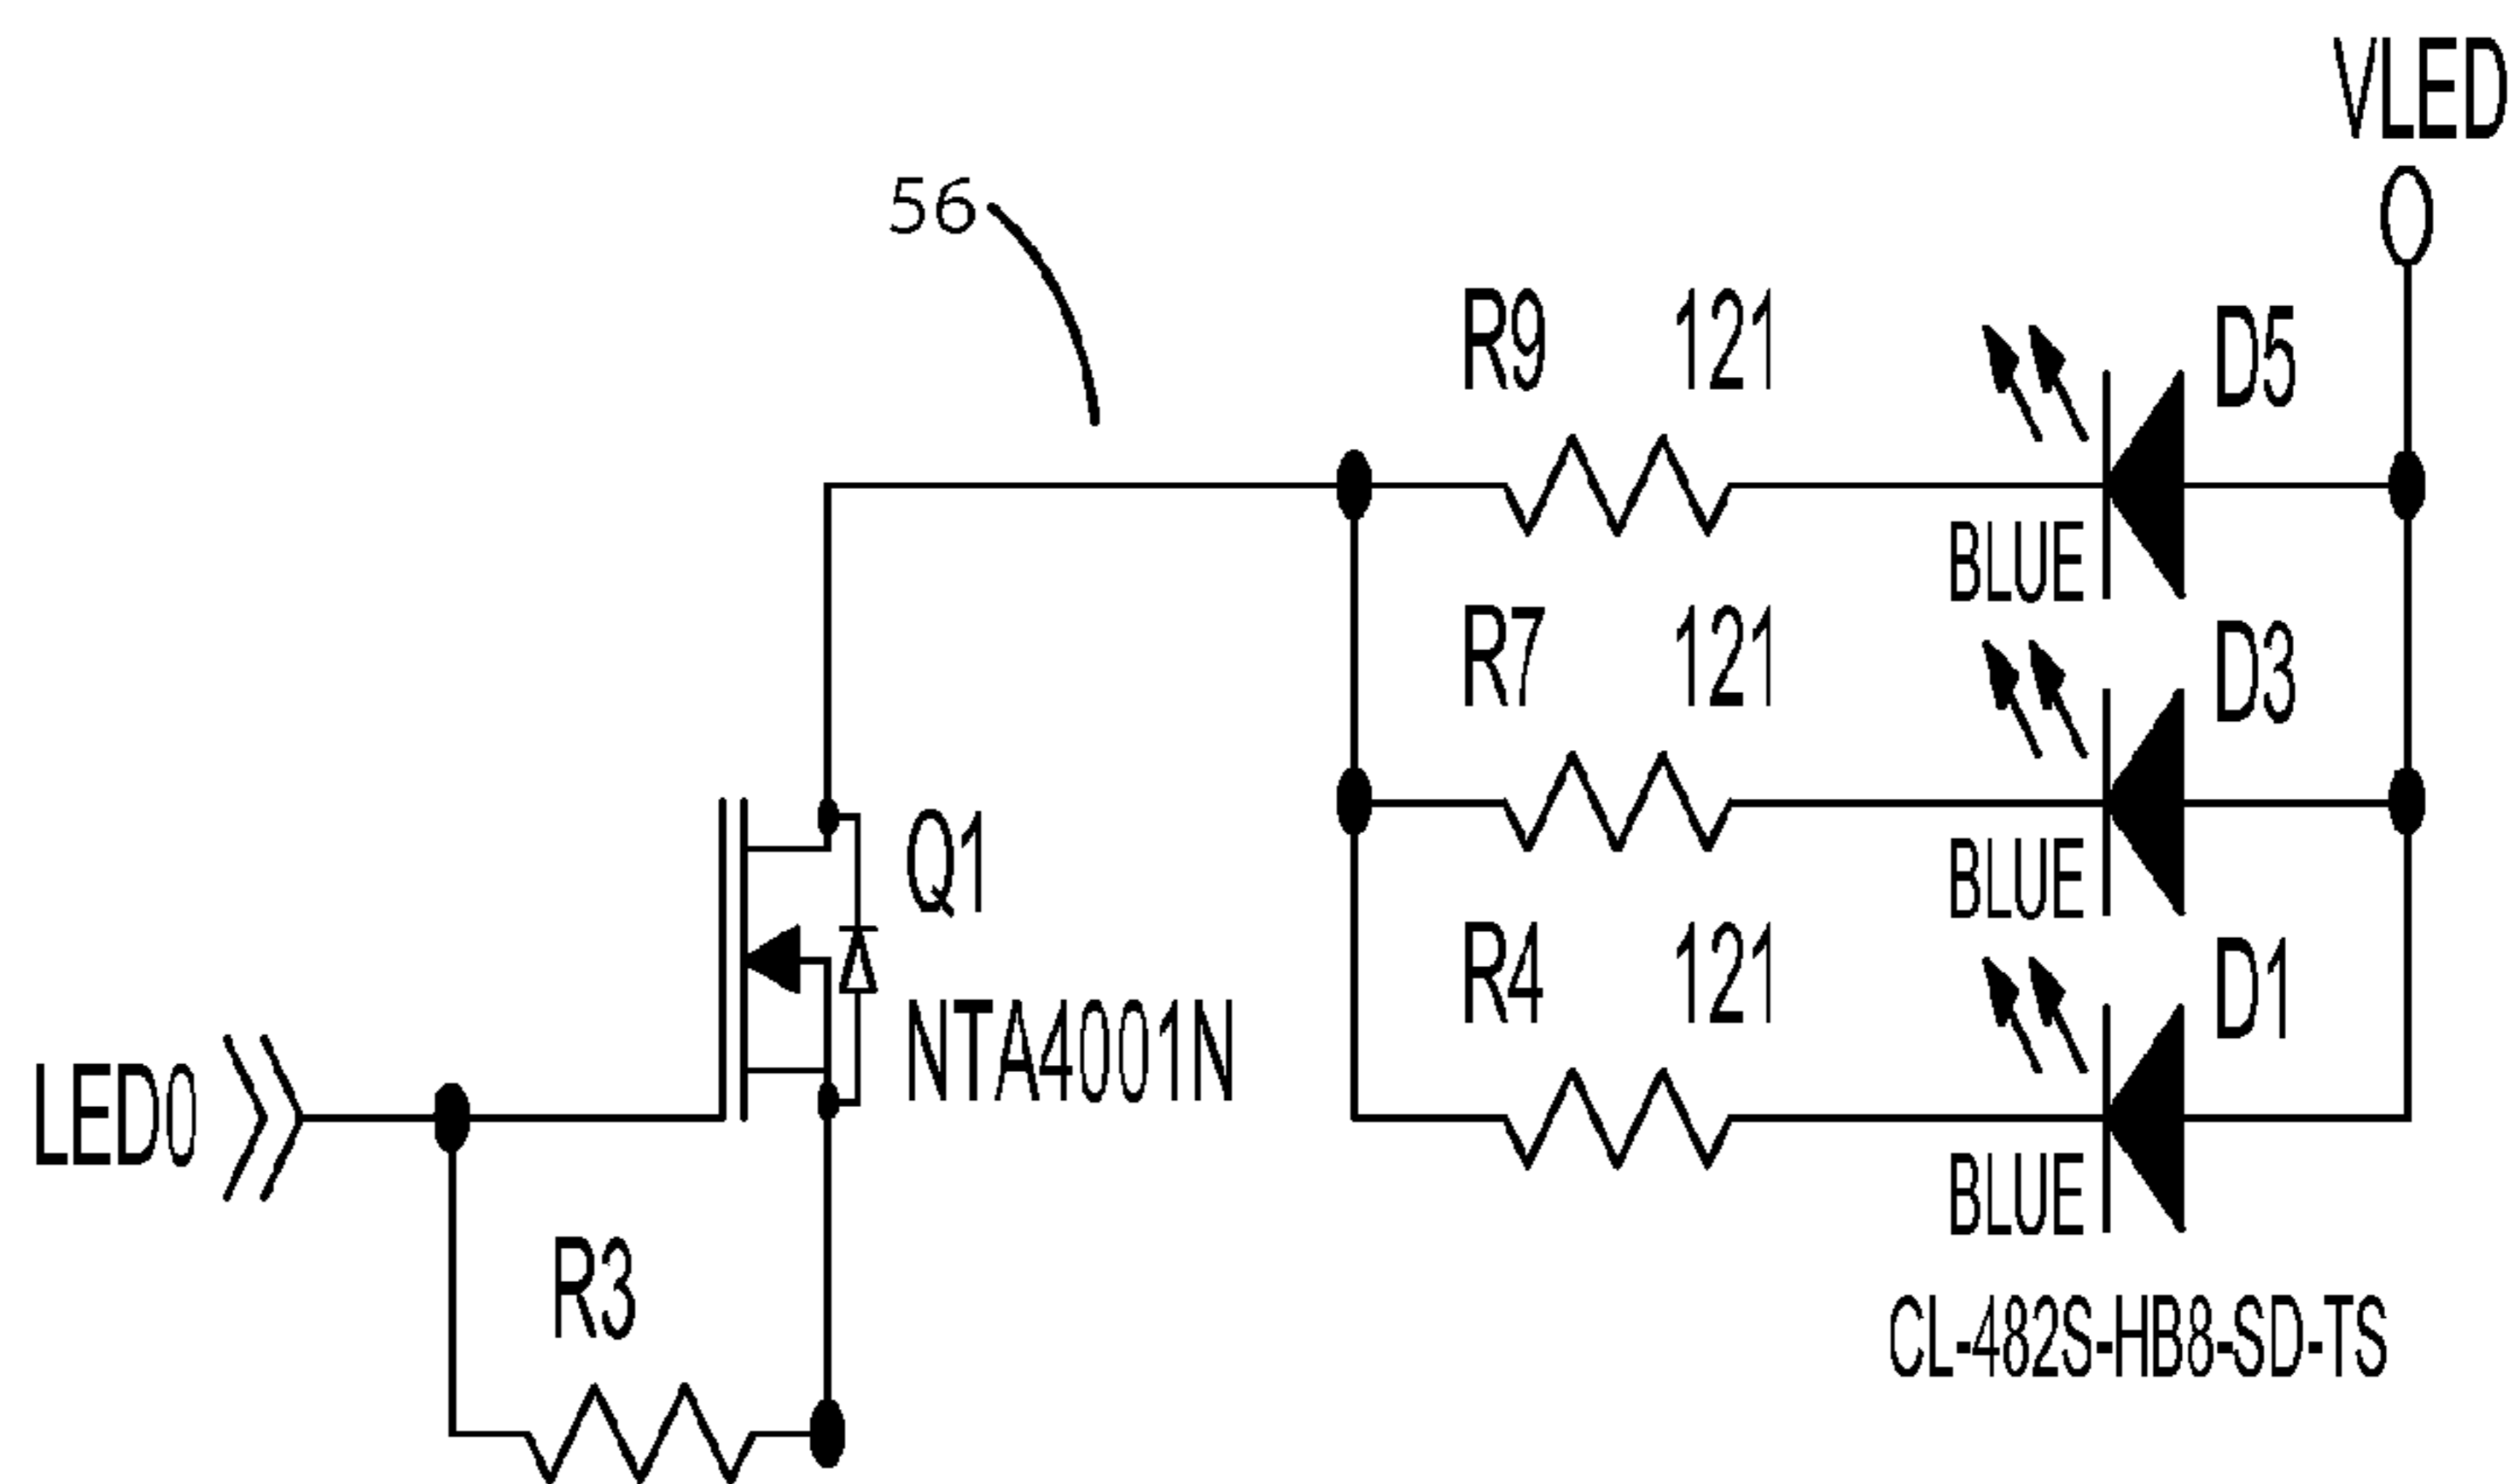 VLED
56
R9 121
D5
BLUE
R7 121
D3
BLUE
Q1
R4 121
D1
NTA4001N
LED0
BLUE
R3
CL-482S-HB8-SD-TS